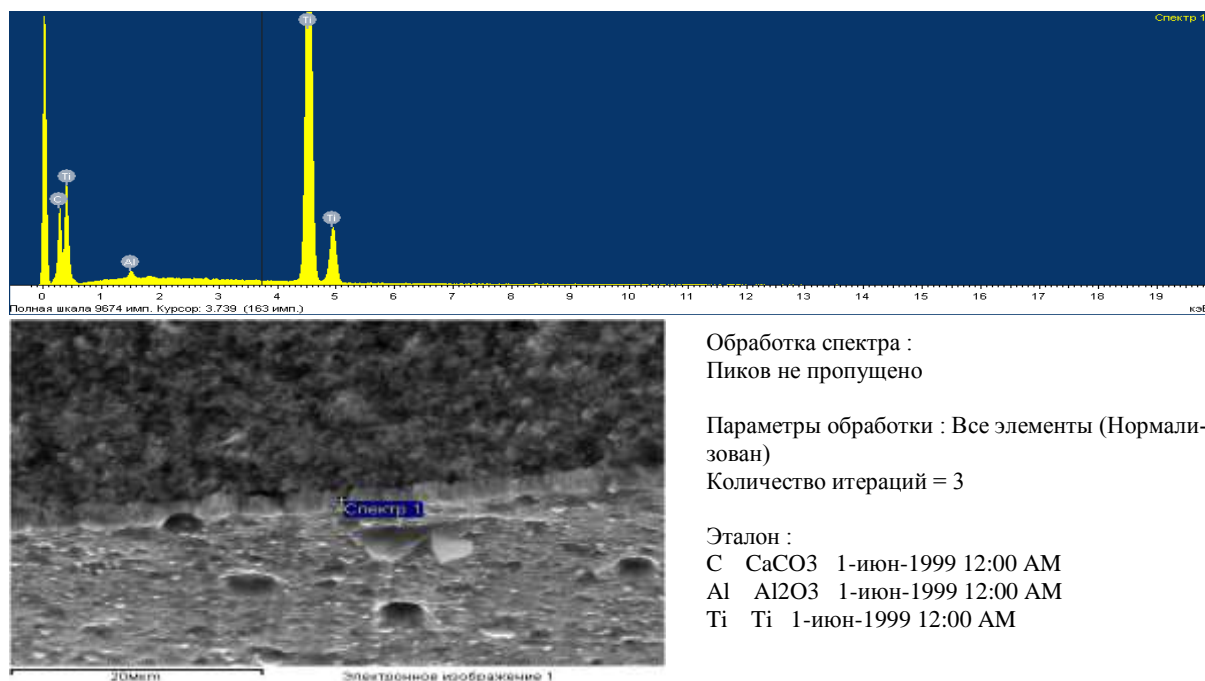 Спектр 1
Ti
Ti
C
Ti
Al
0 1 2 3 4 5 6 7 8 9 10 11 12 13 14 15 16 17 18 19
Полная шкала 9674 имп. Курсор: 3.739 (163 имп.)
кэВ
Обработка спектра :
Пиков не пропущено
Параметры обработки : Все элементы (Нормали-
зован)
Количество итераций = 3
Эталон :
C CaCO3 1-июн-1999 12:00 AM
Al Al2O3 1-июн-1999 12:00 AM
Ti Ti 1-июн-1999 12:00 AM
Спектр 1
20мкm
Электронное изображение 1